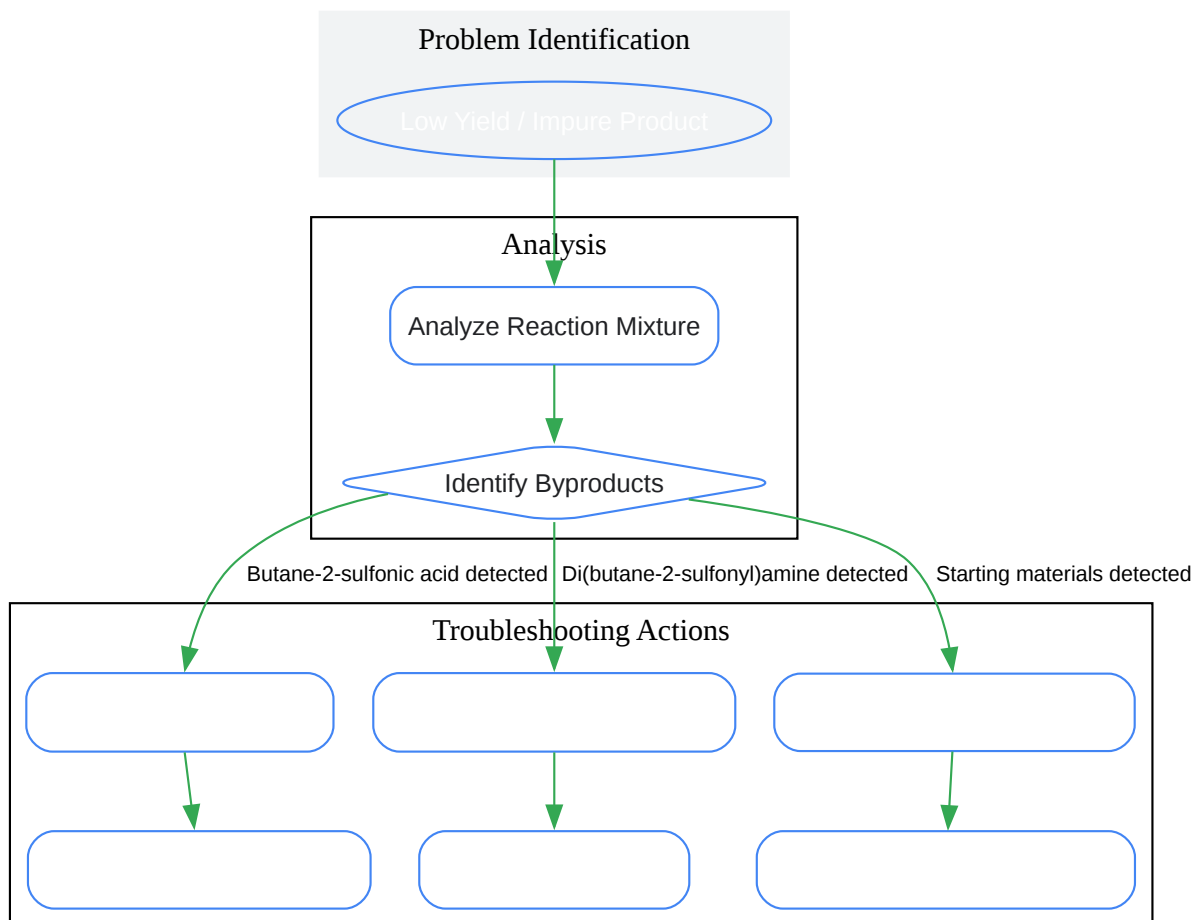 Problem Identification
Low Yield / Impure Product
Analysis
Analyze Reaction Mixture
Identify Byproducts
Butane-2-sulfonic acid detected
Di(butane-2-sulfonyl)amine detected
Starting materials detected
Troubleshooting Actions